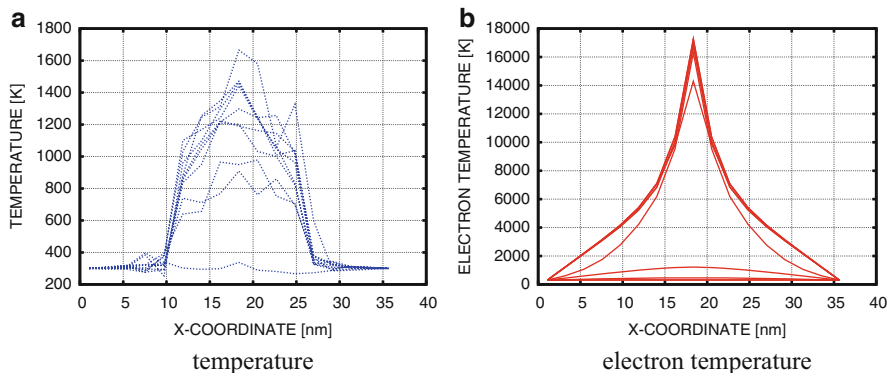 a
1800
1600
1400
1200
1000
800
600
400
200
TEMPERATURE [K]
0 5 10 15 20 25 30 35 40
X-COORDINATE [nm]
temperature
b
18000
16000
14000
12000
10000
8000
6000
4000
2000
0
ELECTRON TEMPERATURE [K]
0 5 10 15 20 25 30 35 40
X-COORDINATE [nm]
electron temperature